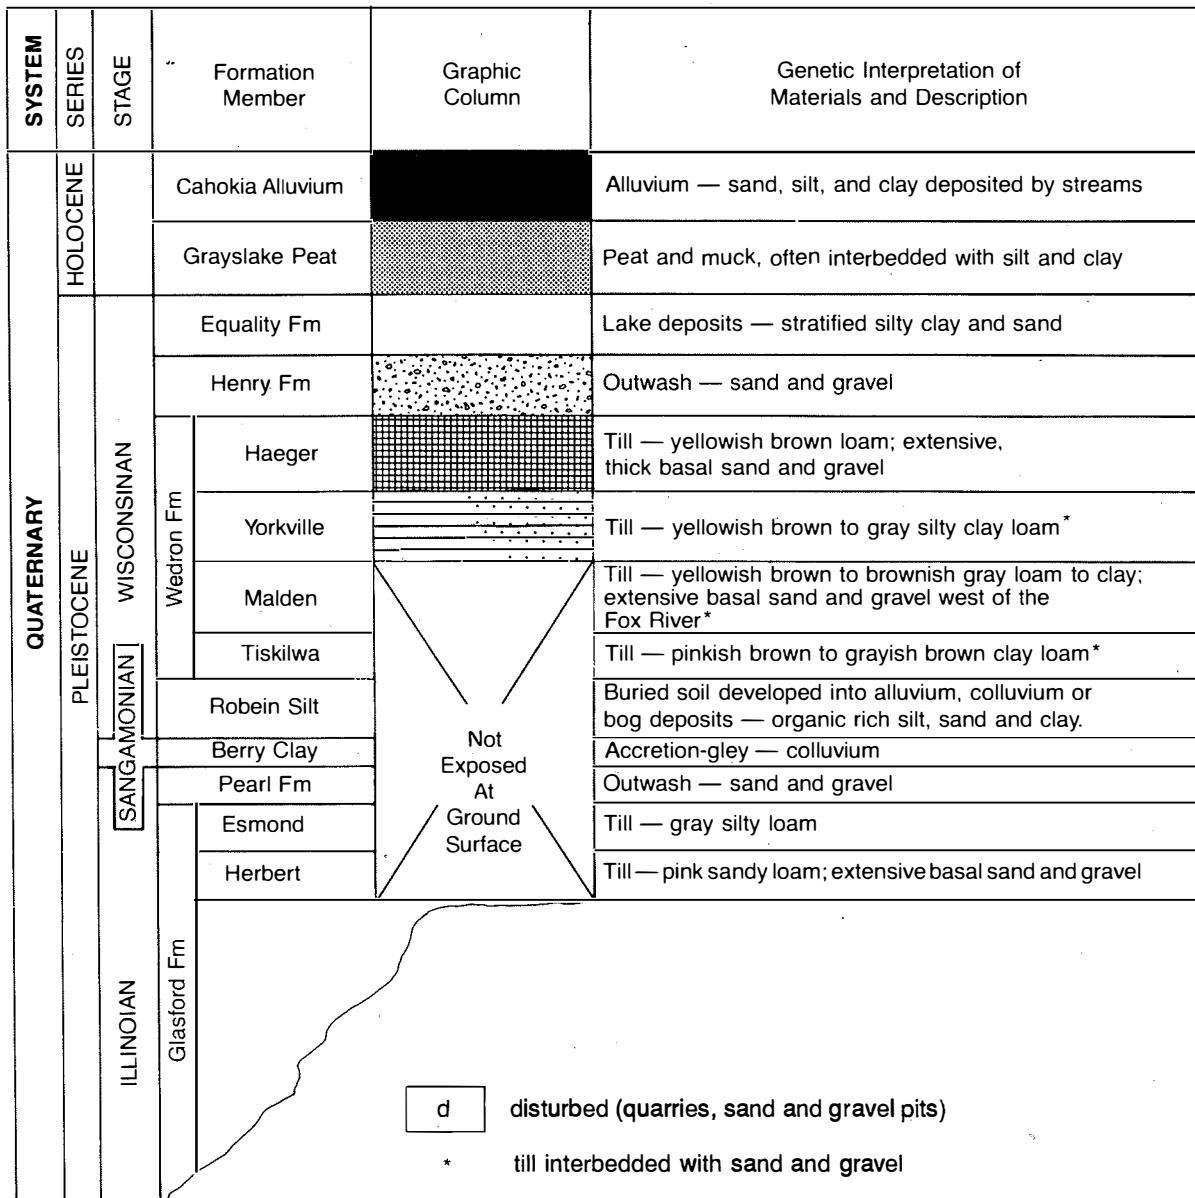 SYSTEM
SERIES
STAGE
Formation
Member
Graphic
Column
Genetic Interpretation of
Materials and Description
QUATERNARY
HOLOCENE
PLEISTOCENE
WISCONSINAN
SANGAMONIAN
ILLINOIAN
Wedron Fm
Glasford Fm
Cahokia Alluvium
Alluvium — sand, silt, and clay deposited by streams
Grayslake Peat
Peat and muck, often interbedded with silt and clay
Equality Fm
Lake deposits — stratified silty clay and sand
Henry Fm
Outwash — sand and gravel
Haeger
Till — yellowish brown loam; extensive,
thick basal sand and gravel
Yorkville
Till — yellowish brown to gray silty clay loam*
Malden
Till — yellowish brown to brownish gray loam to clay;
extensive basal sand and gravel west of the
Fox River*
Tiskilwa
Till — pinkish brown to grayish brown clay loam*
Robein Silt
Buried soil developed into alluvium, colluvium or
bog deposits — organic rich silt, sand and clay.
Berry Clay
Accretion-gley — colluvium
Pearl Fm
Outwash — sand and gravel
Esmond
Till — gray silty loam
Herbert
Till — pink sandy loam; extensive basal sand and gravel
Not
Exposed
At
Ground
Surface
d disturbed (quarries, sand and gravel pits)
* till interbedded with sand and gravel